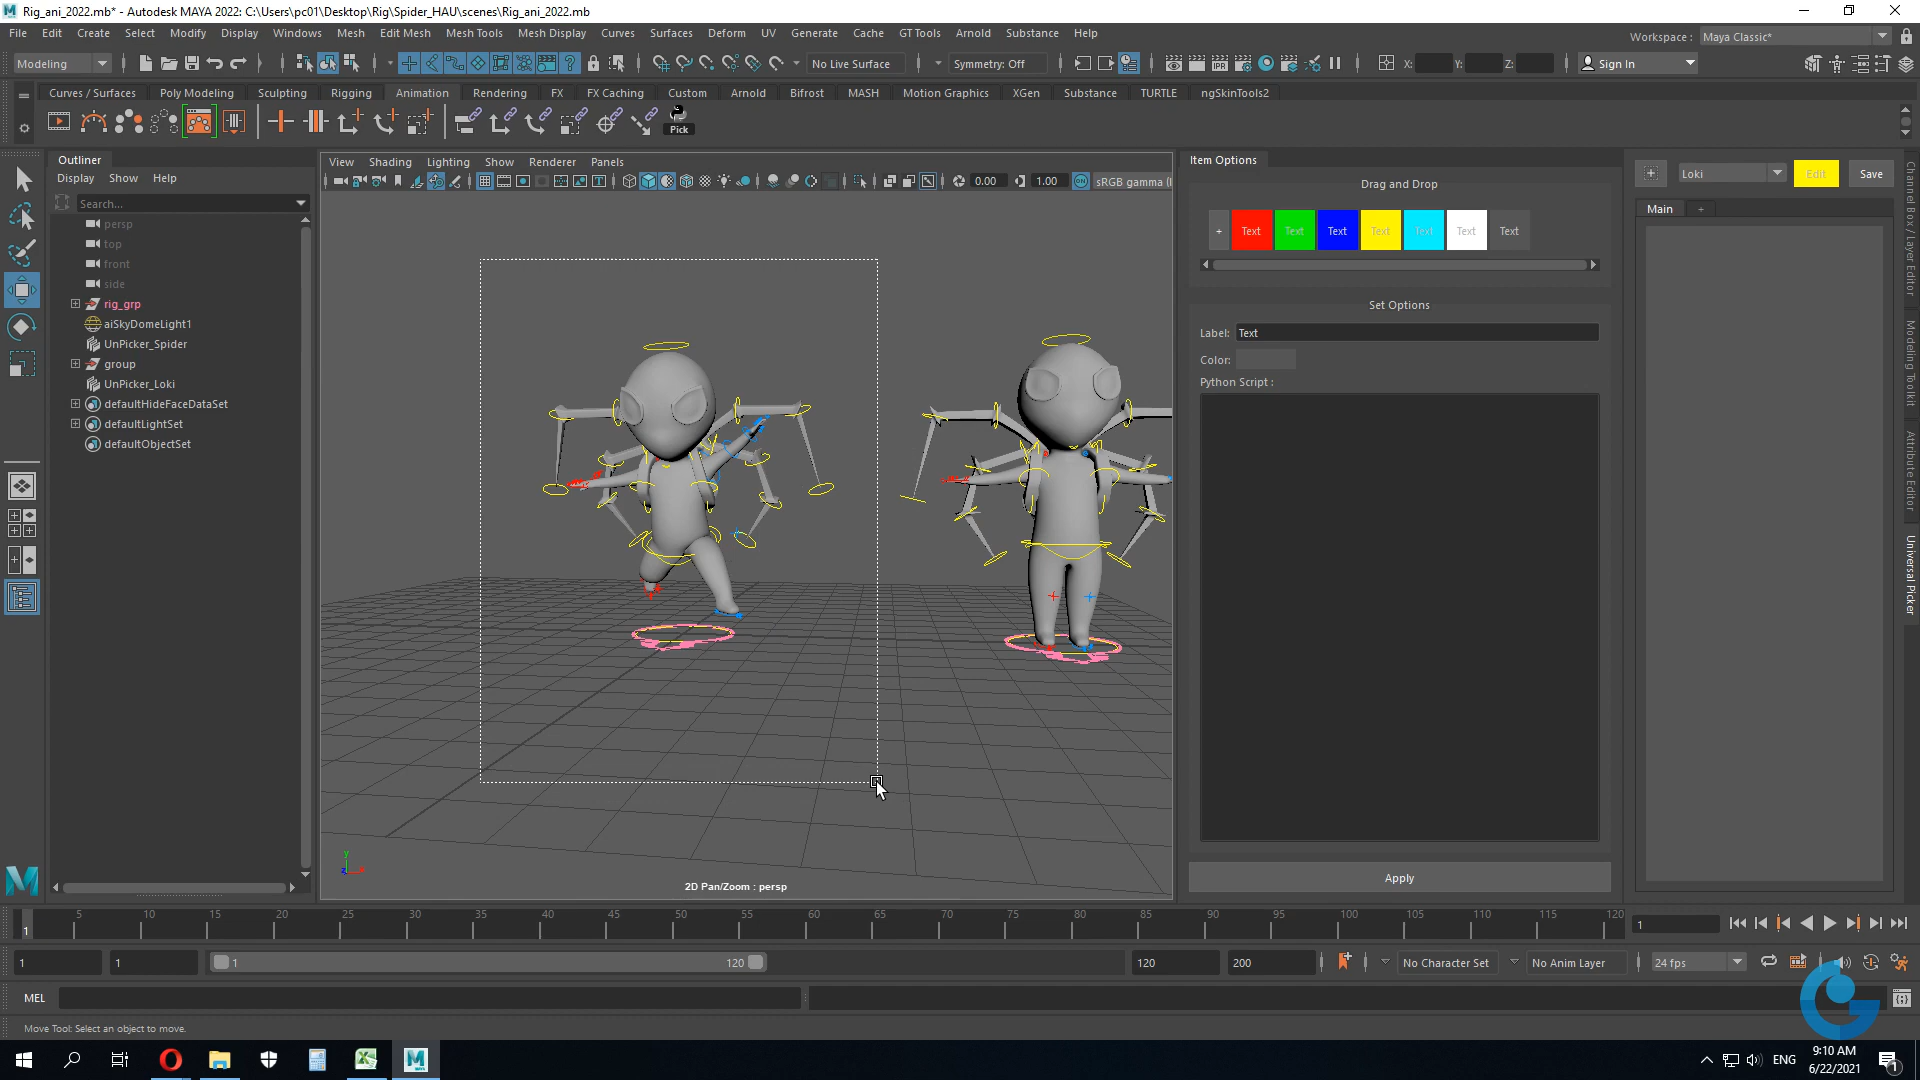 Rig_ani_2022.mb* - Autodesk MAYA 2022: C:\Users\pc01\Desktop\Rig\Spider_HAU\scenes\Rig_ani_2022.mb
File Edit Create Select Modify Display Windows Mesh Edit Mesh Mesh Tools Mesh Display Curves Surfaces Deform UV Generate Cache GT Tools Arnold Substance Help
Workspace : Maya Classic*
Modeling No Live Surface Symmetry: Off X: Y: Z: Sign In
Curves / Surfaces Poly Modeling Sculpting Rigging Animation Rendering FX FX Caching Custom Arnold Bifrost MASH Motion Graphics XGen Substance TURTLE ngSkinTools2
Pick
Outliner
Display Show Help
Search...
persp
top
front
side
rig_grp
aiSkyDomeLight1
UnPicker_Spider
group
UnPicker_Loki
defaultHideFaceDataSet
defaultLightSet
defaultObjectSet
View Shading Lighting Show Renderer Panels
0.00 1.00 sRGB gamma (l
2D Pan/Zoom : persp
Item Options
Drag and Drop
+ Text Text Text Text Text Text Text
Set Options
Label: Text
Color:
Python Script :
Apply
Loki Edit Save
Main +
Channel Box / Layer Editor
Modeling Toolkit
Attribute Editor
Universal Picker
5 10 15 20 25 30 35 40 45 50 55 60 65 70 75 80 85 90 95 100 105 110 115 120
1 1
1 1 1 120 120 200 No Character Set No Anim Layer 24 fps
MEL
Move Tool: Select an object to move.
ENG
9:10 AM
6/22/2021
1